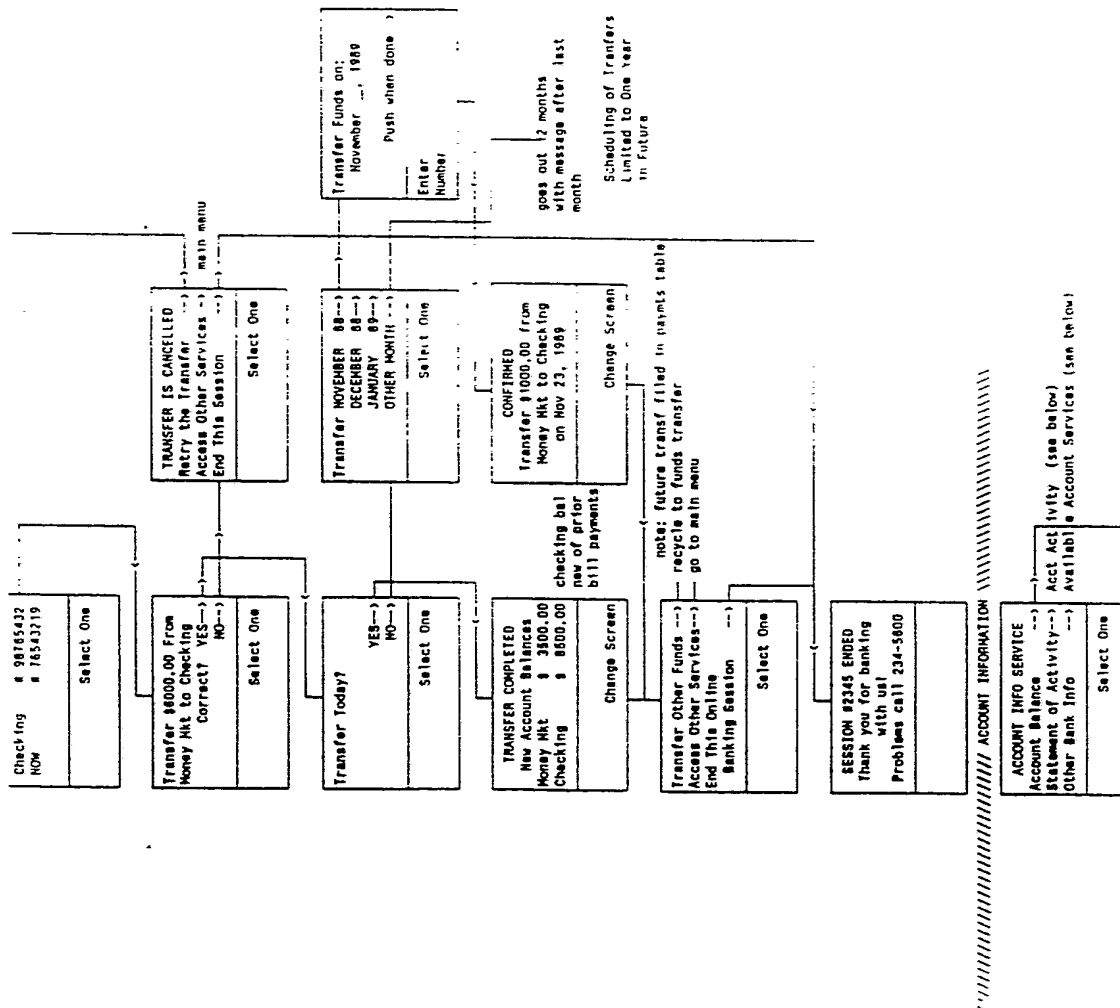 Checking # 98765432
NOW # 76543219
Select One
Transfer $6000.00 From
Money Mkt to Checking
Correct? YES--->
NO--->
Select One
TRANSFER IS CANCELLED
Retry the Transfer --->
Access Other Services -->
End This Session --->
Select One
main menu
Transfer Today?
YES--->
NO--->
Select One
Transfer NOVEMBER 88--->
DECEMBER 88--->
JANUARY 89--->
OTHER MONTH --->
Select One
Transfer Funds on:
November __, 1989
Push when done >
Enter
Number
goes out 12 months
with message after last
month
Scheduling of Tranfers
Limited to One Year
in Future
TRANSFER COMPLETED
New Account Balances
Money Mkt $ 3500.00
Checking $ 8600.00
Change Screen
checking bal
new of prior
bill payments
CONFIRMED
Transfer $1000.00 from
Money Mkt to Checking
on Nov 23, 1989
Change Screen
note: future transf filed in paymts table
Transfer Other Funds --->
Access Other Services--->
End This Online
Banking Session --->
Select One
recycle to funds transfer
go to main menu
SESSION #2345 ENDED
Thank you for banking
with us!
Problems call 234-5600
////////// ACCOUNT INFORMATION //////////
ACCOUNT INFO SERVICE
Account Balance --->
Statement of Activity--->
Other Bank Info --->
Select One
Acct Activity (see below)
Available Account Services (see below)